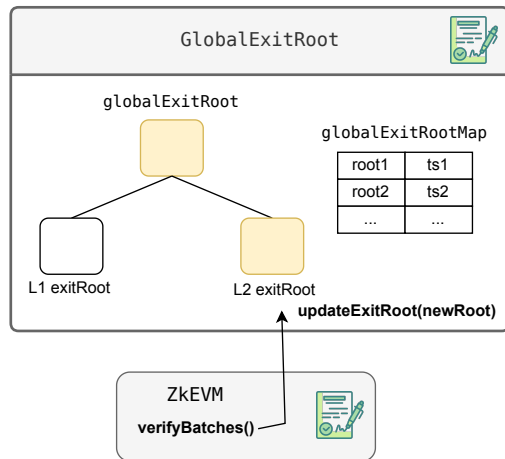 GlobalExitRoot
globalExitRoot
globalExitRootMap
root1 ts1
root2 ts2
... ...
L1 exitRoot
L2 exitRoot
updateExitRoot(newRoot)
ZkEVM
verifyBatches()